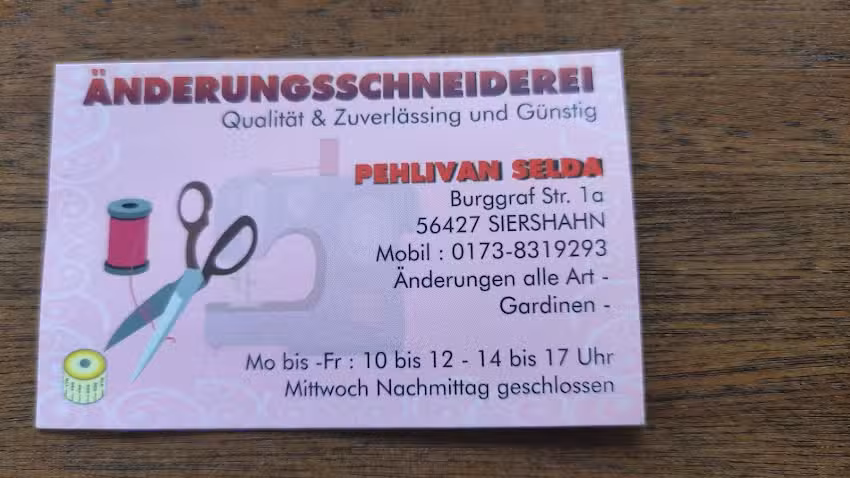 ÄNDERUNGSSCHNEIDEREI
Qualität & Zuverlässing und Günstig
PEHLIVAN SELDA
Burggraf Str. 1a
56427 SIERSHAHN
Mobil : 0173-8319293
Änderungen alle Art -
Gardinen -
Mo bis -Fr : 10 bis 12 - 14 bis 17 Uhr
Mittwoch Nachmittag geschlossen